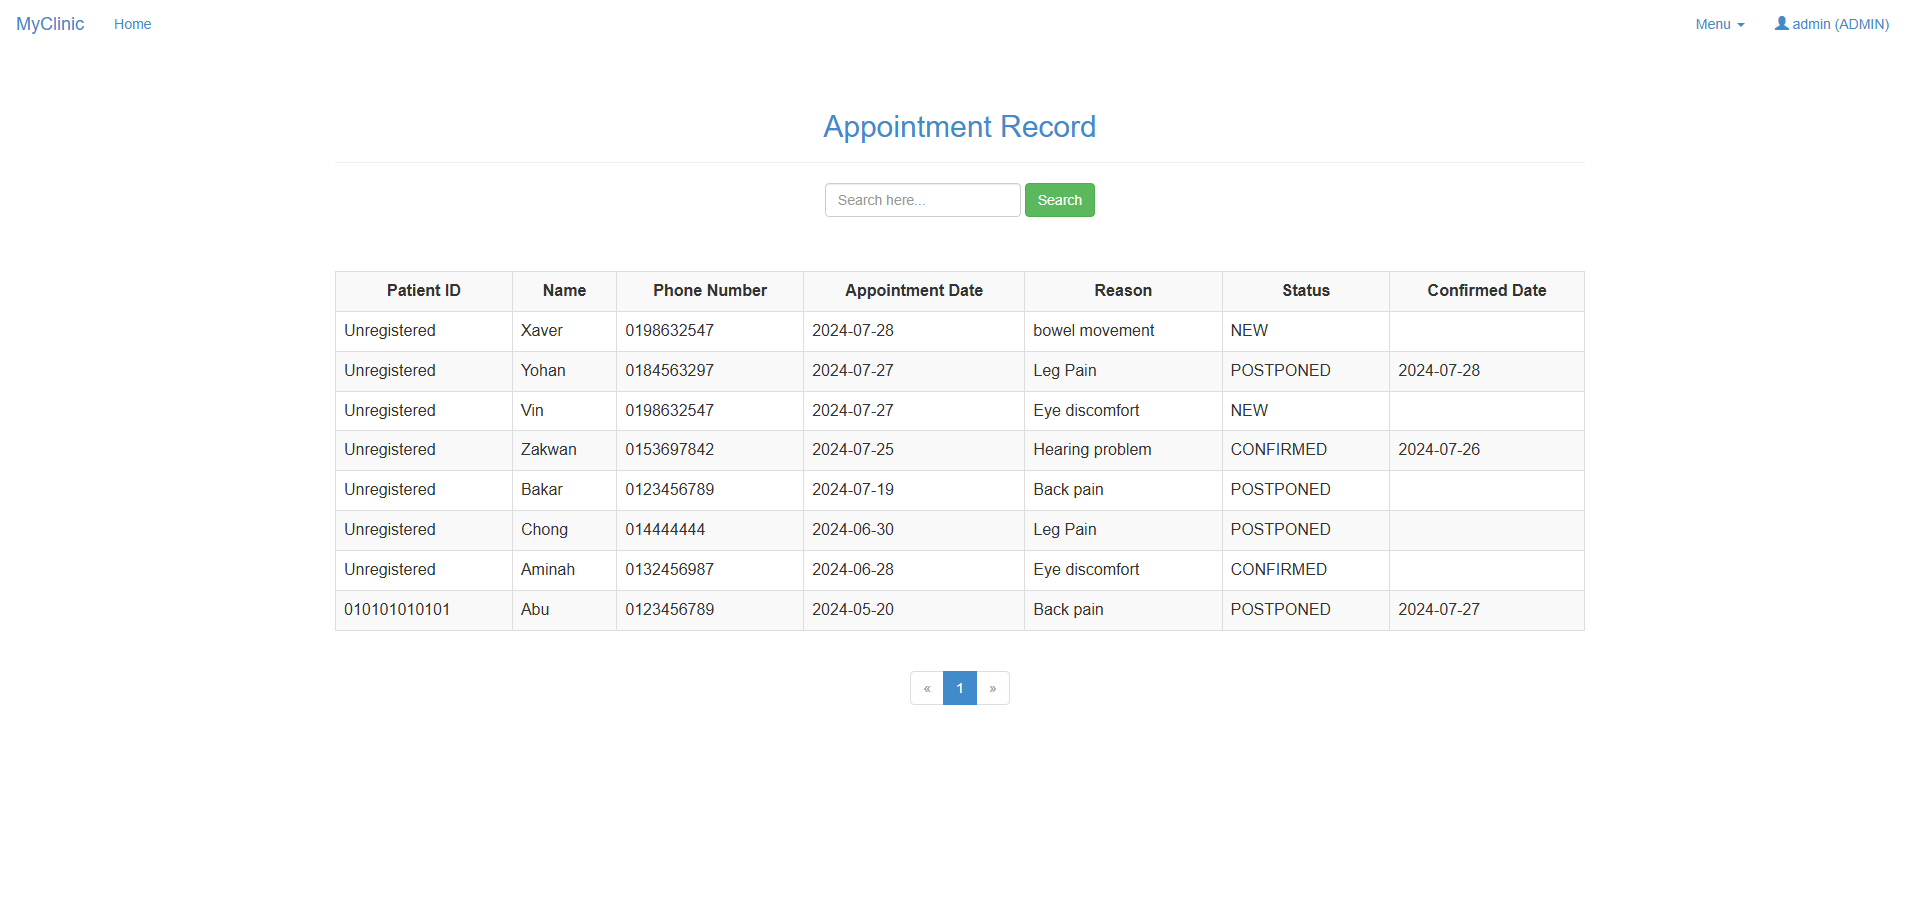 MyClinic Home Menu admin (ADMIN)
Appointment Record
Search here... Search
Patient ID Name Phone Number Appointment Date Reason Status Confirmed Date
Unregistered Xaver 0198632547 2024-07-28 bowel movement NEW
Unregistered Yohan 0184563297 2024-07-27 Leg Pain POSTPONED 2024-07-28
Unregistered Vin 0198632547 2024-07-27 Eye discomfort NEW
Unregistered Zakwan 0153697842 2024-07-25 Hearing problem CONFIRMED 2024-07-26
Unregistered Bakar 0123456789 2024-07-19 Back pain POSTPONED
Unregistered Chong 014444444 2024-06-30 Leg Pain POSTPONED
Unregistered Aminah 0132456987 2024-06-28 Eye discomfort CONFIRMED
010101010101 Abu 0123456789 2024-05-20 Back pain POSTPONED 2024-07-27
« 1 »